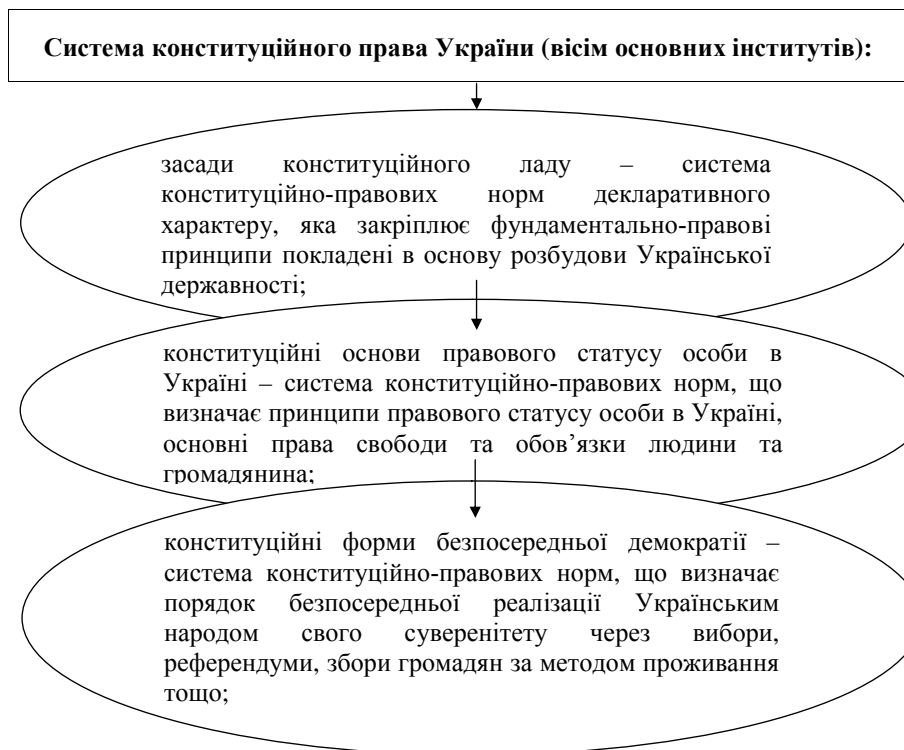 Система конституційного права України (вісім основних інститутів):
засади конституційного ладу – система
конституційно-правових норм декларативного
характеру, яка закріплює фундаментально-правові
принципи покладені в основу розбудови Української
державності;
конституційні основи правового статусу особи в
Україні – система конституційно-правових норм, що
визначає принципи правового статусу особи в Україні,
основні права свободи та обов’язки людини та
громадянина;
конституційні форми безпосередньої демократії –
система конституційно-правових норм, що визначає
порядок безпосередньої реалізації Українським
народом свого суверенітету через вибори,
референдуми, збори громадян за методом проживання
тощо;